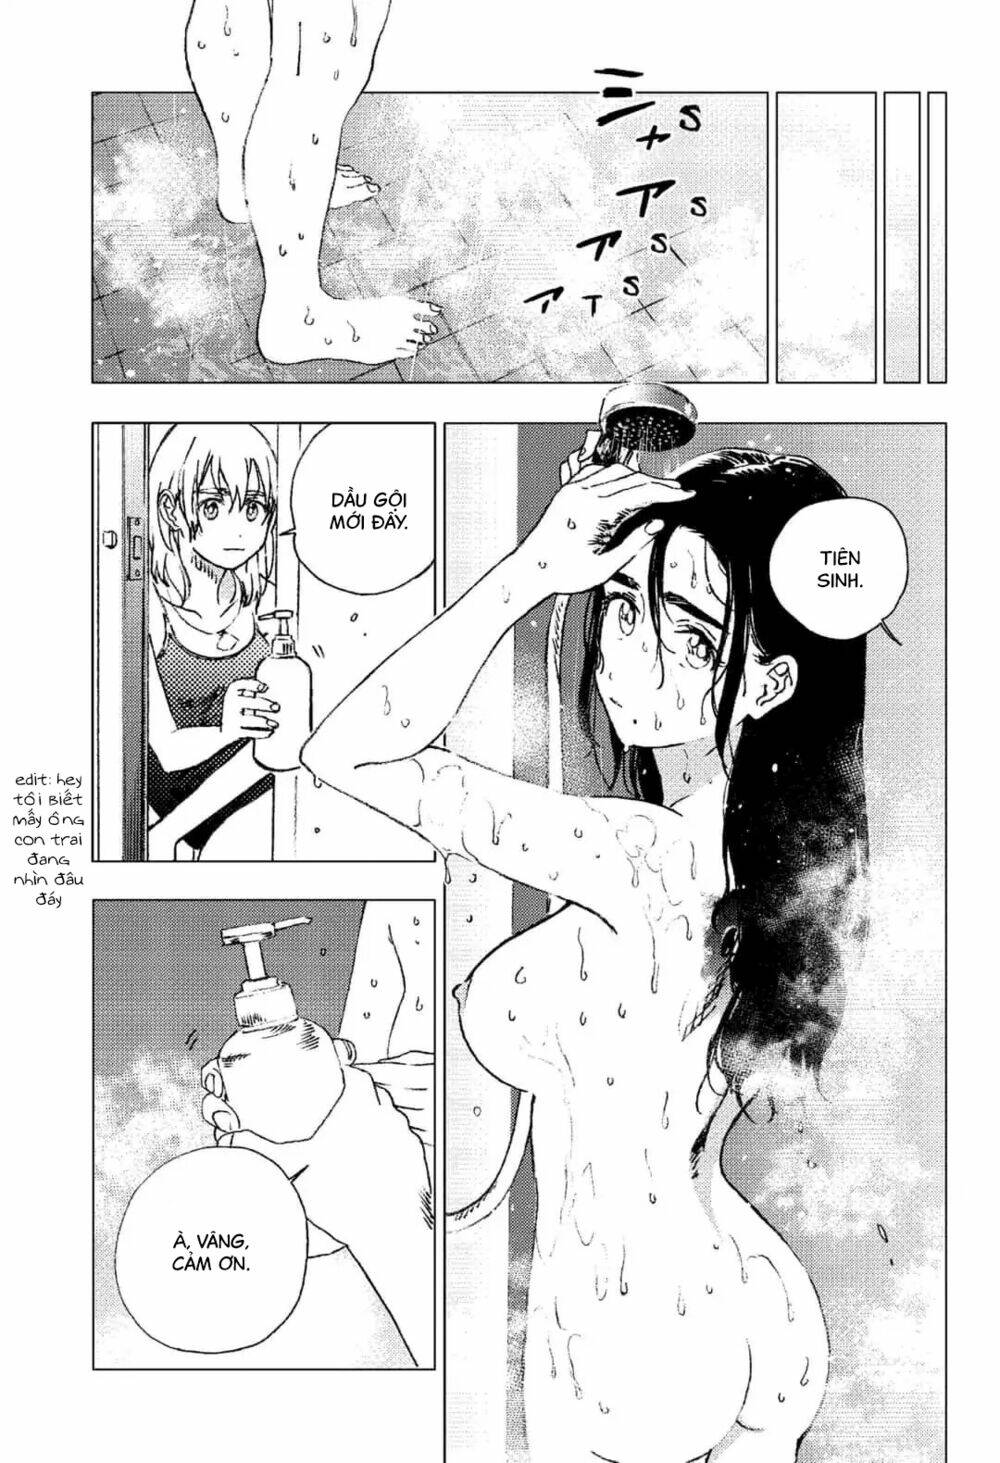 シャアアア
S
S
S
S
TIÊN
SINH.
DẦU GỘI
MỚI ĐÂY.
edit: hey
tôi biết
mấy ông
con trai
đang
nhìn đâu
đáy
À, VÂNG,
CẢM ƠN.